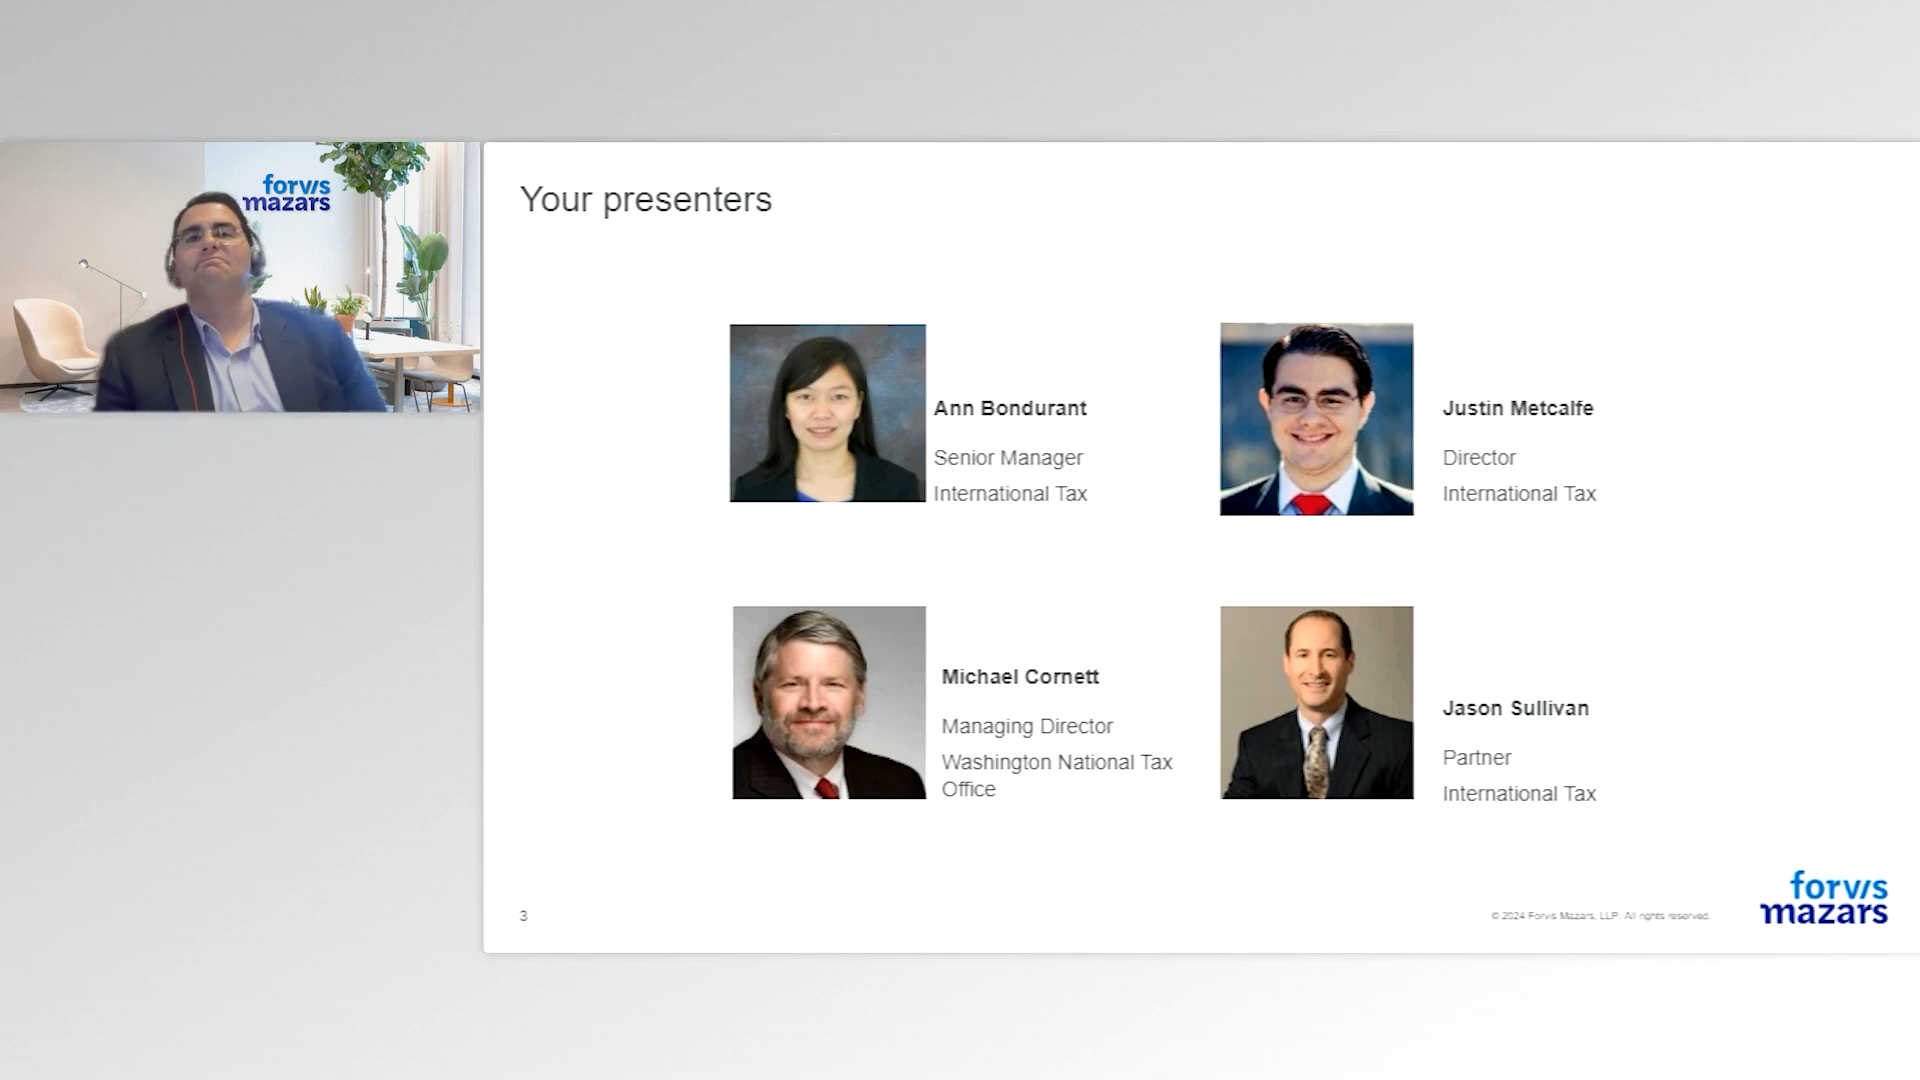 forvis
mazars
Your presenters
Ann Bondurant
Senior Manager
International Tax
Justin Metcalfe
Director
International Tax
Michael Cornett
Managing Director
Washington National Tax
Office
Jason Sullivan
Partner
International Tax
3
© 2024 Forvis Mazars, LLP. All rights reserved.
forvis
mazars